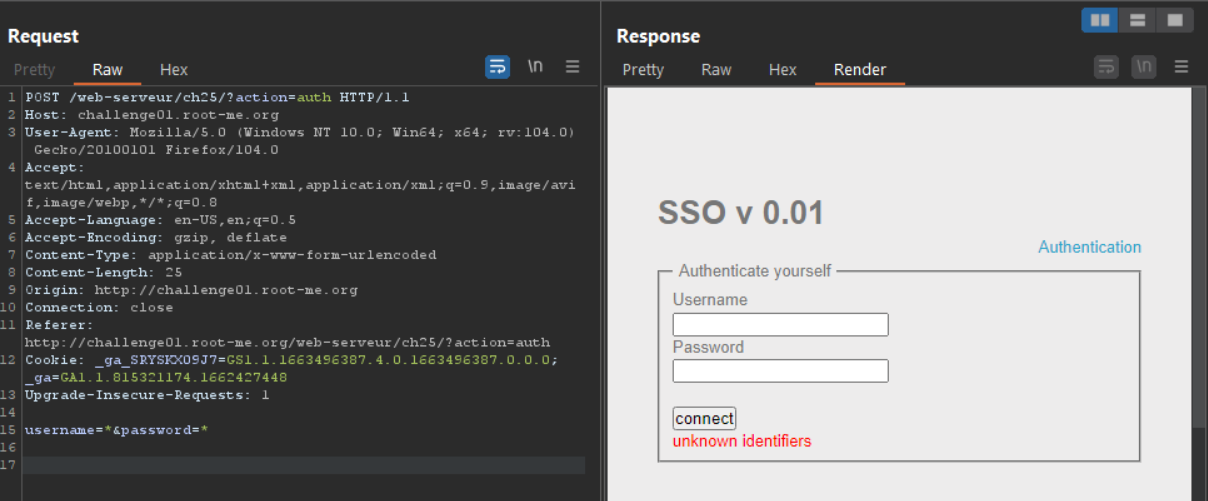 Request
Pretty Raw Hex \n
1 POST /web-serveur/ch25/?action=auth HTTP/1.1
2 Host: challenge01.root-me.org
3 User-Agent: Mozilla/5.0 (Windows NT 10.0; Win64; x64; rv:104.0)
Gecko/20100101 Firefox/104.0
4 Accept:
text/html,application/xhtml+xml,application/xml;q=0.9,image/avi
f,image/webp,*/*;q=0.8
5 Accept-Language: en-US,en;q=0.5
6 Accept-Encoding: gzip, deflate
7 Content-Type: application/x-www-form-urlencoded
8 Content-Length: 25
9 Origin: http://challenge01.root-me.org
10 Connection: close
11 Referer:
http://challenge01.root-me.org/web-serveur/ch25/?action=auth
12 Cookie: _ga_SRYSKX09J7=GS1.1.1663496387.4.0.1663496387.0.0.0;
_ga=GA1.1.815321174.1662427448
13 Upgrade-Insecure-Requests: 1
14
15 username=*&password=*
16
17
Response
Pretty Raw Hex Render \n
SSO v 0.01
Authentication
Authenticate yourself
Username
Password
connect
unknown identifiers